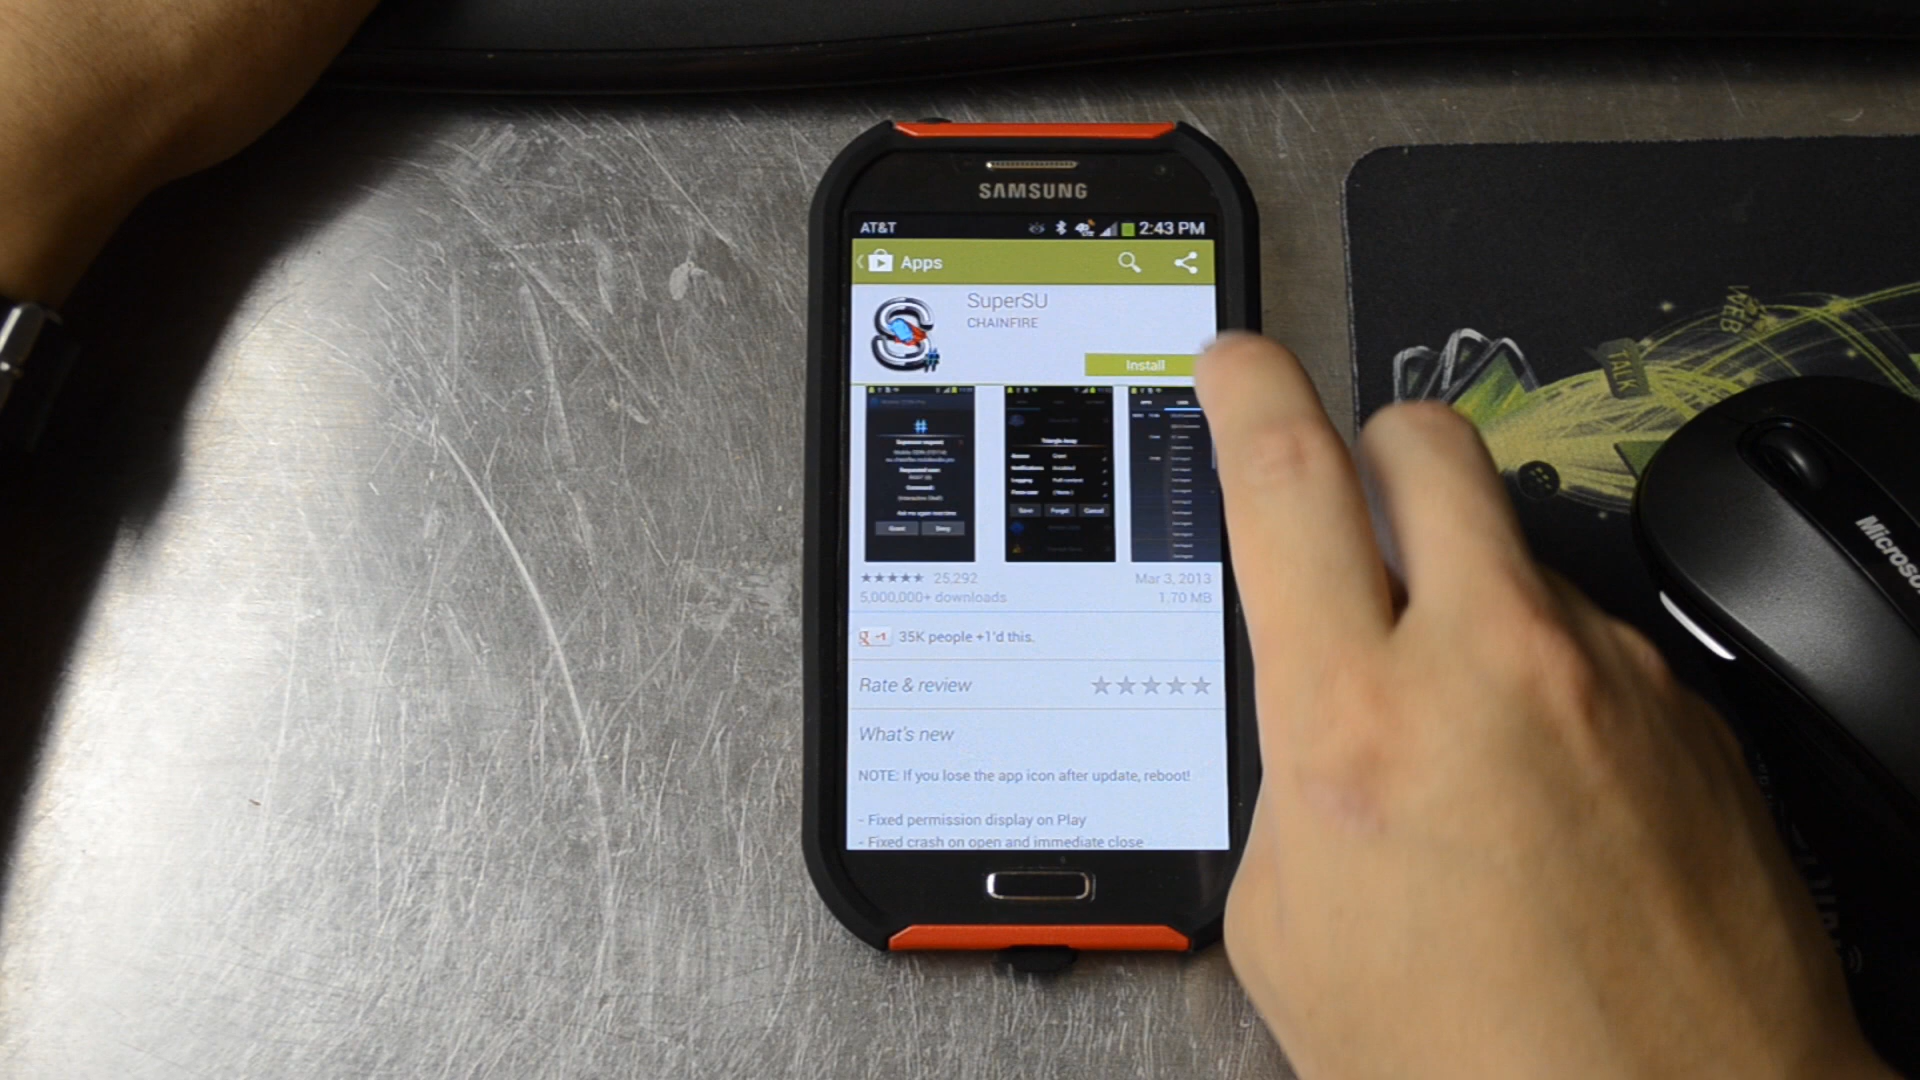 SAMSUNG
AT&T 2:43 PM
Apps
SuperSU
CHAINFIRE
Install
25,292
Mar 3, 2013
5,000,000+ downloads
1.70 MB
35K people +1'd this.
Rate & review
What's new
NOTE: If you lose the app icon after update, reboot!
- Fixed permission display on Play
- Fixed crash on open and immediate close
WEB
TALK